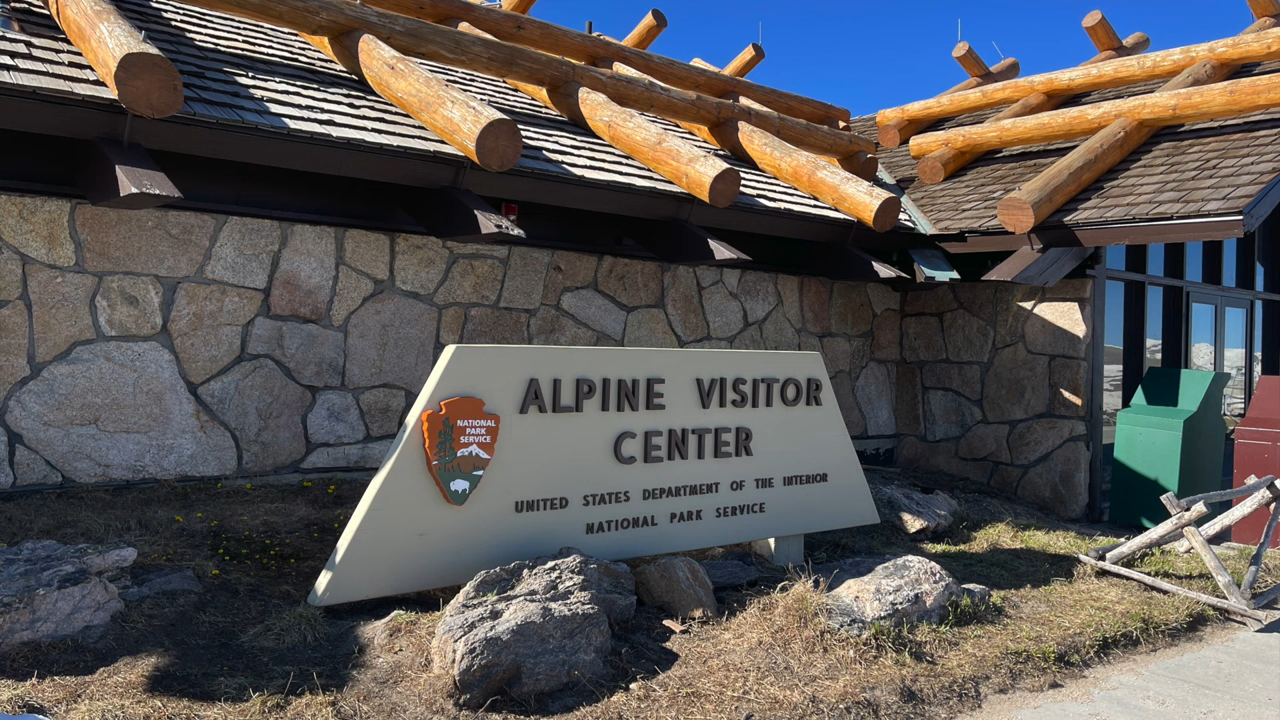 NATIONAL
PARK
SERVICE
ALPINE VISITOR
CENTER
UNITED STATES DEPARTMENT OF THE INTERIOR
NATIONAL PARK SERVICE